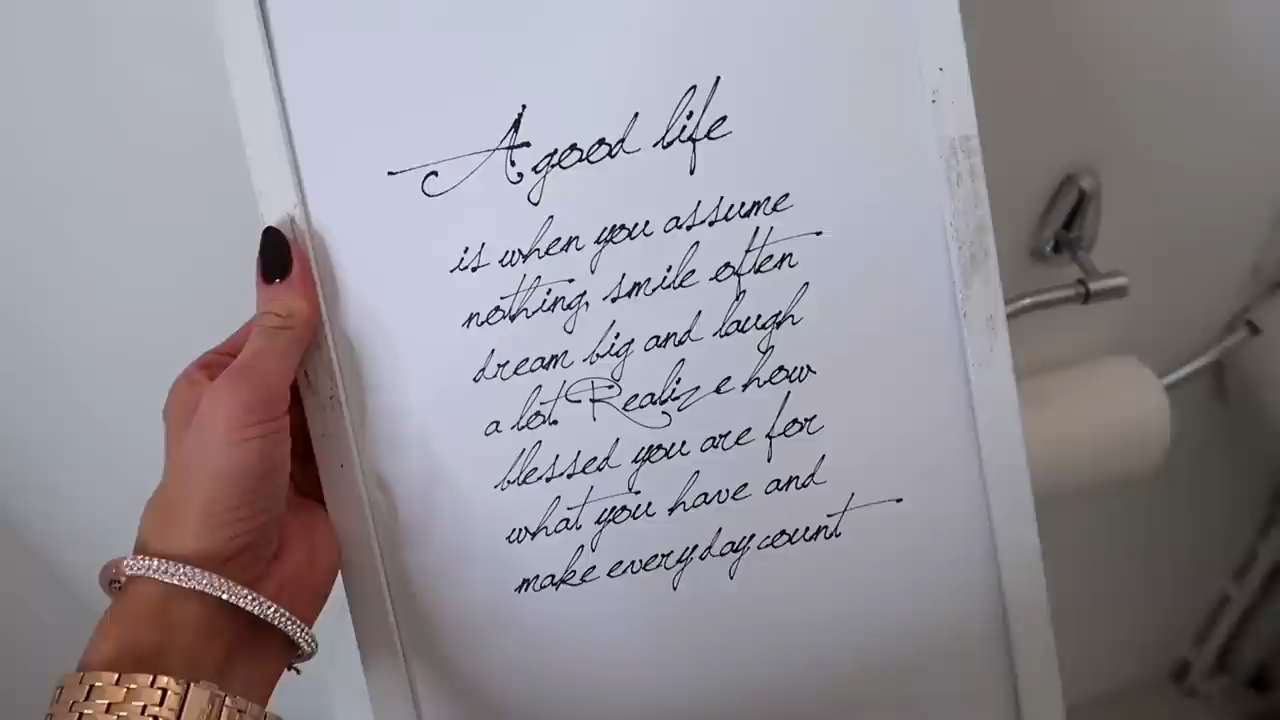 A good life
is when you assume
nothing, smile often
dream big and laugh
a lot. Realize how
blessed you are for
what you have and
make everyday count